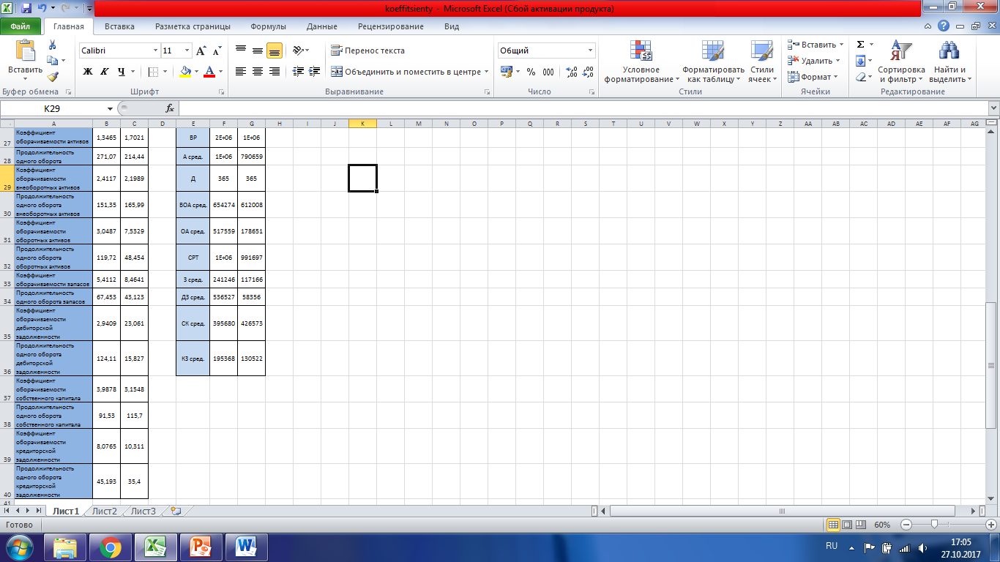 koeffitsienty - Microsoft Excel (Сбой активации продукта)
Файл Главная Вставка Разметка страницы Формулы Данные Рецензирование Вид
Calibri 11 Перенос текста Общий Вставить Удалить Формат
Вставить Ж К Ч Объединить и поместить в центре % 000 Условное форматирование Форматировать как таблицу Стили ячеек Сортировка и фильтр Найти и выделить
Буфер обмена Шрифт Выравнивание Число Стили Ячейки Редактирование
K29 fx
A B C D E F G H I J K L M N O P Q R S T U V W X Y Z AA AB AC AD AE AF AG
27 Коэффициент
оборачиваемости активов 1,3465 1,7021 ВР 2E+06 1E+06
28 Продолжительность
одного оборота 271,07 214,44 А сред. 1E+06 790659
29 Коэффициент
оборачиваемости
внеоборотных активов 2,4117 2,1989 Д 365 365
30 Продолжительность
одного оборота
внеоборотных активов 151,35 165,99 ВОА сред. 654274 612008
31 Коэффициент
оборачиваемости
оборотных активов 3,0487 7,5329 ОА сред. 517559 178651
32 Продолжительность
одного оборота
оборотных активов 119,72 48,454 СРТ 1E+06 991697
33 Коэффициент
оборачиваемости запасов 5,4112 8,4641 З сред. 241246 117166
34 Продолжительность
одного оборота запасов 67,453 43,123 ДЗ сред. 536527 58356
35 Коэффициент
оборачиваемости
дебиторской
задолженности 2,9409 23,061 СК сред. 395680 426573
36 Продолжительность
одного оборота
дебиторской
задолженности 124,11 15,827 КЗ сред. 195368 130522
37 Коэффициент
оборачиваемости
собственного капитала 3,9878 3,1548
38 Продолжительность
одного оборота
собственного капитала 91,53 115,7
39 Коэффициент
оборачиваемости
кредиторской
задолженности 8,0765 10,311
40 Продолжительность
одного оборота
кредиторской
задолженности 45,193 35,4
41
Лист1 Лист2 Лист3
Готово 60%
RU 17:05
27.10.2017